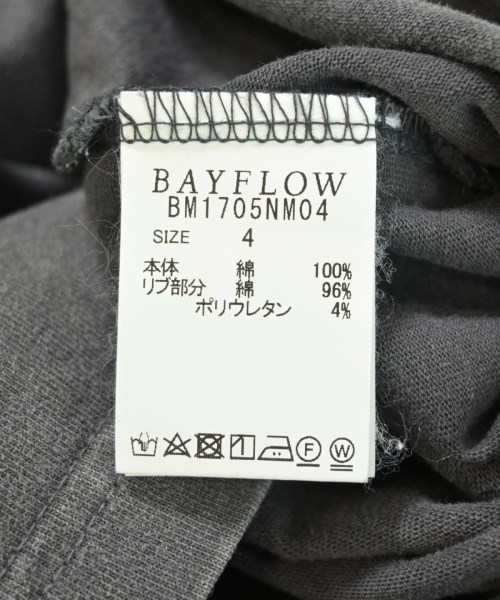 BAYFLOW
BM1705NM04
SIZE 4
本体 綿 100%
リブ部分 綿 96%
ポリウレタン 4%
F W